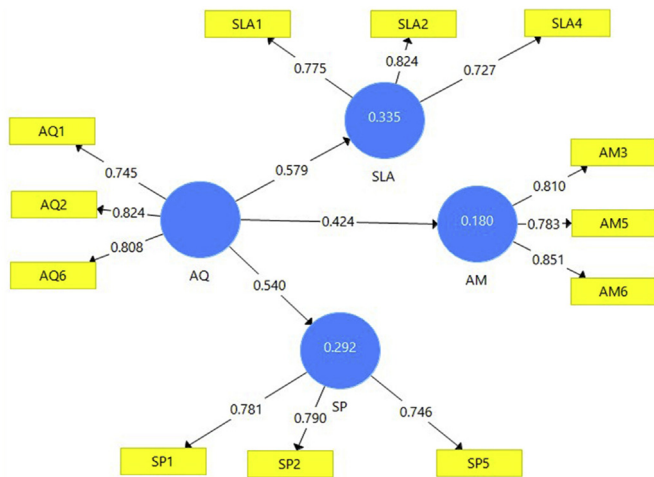 SLA1
SLA2
SLA4
0.775
0.824
0.727
0.335
SLA
AQ1
AQ2
AQ6
0.745
0.824
0.808
AQ
0.579
0.424
0.540
0.180
AM
0.810
0.783
0.851
AM3
AM5
AM6
0.292
SP
0.781
0.790
0.746
SP1
SP2
SP5